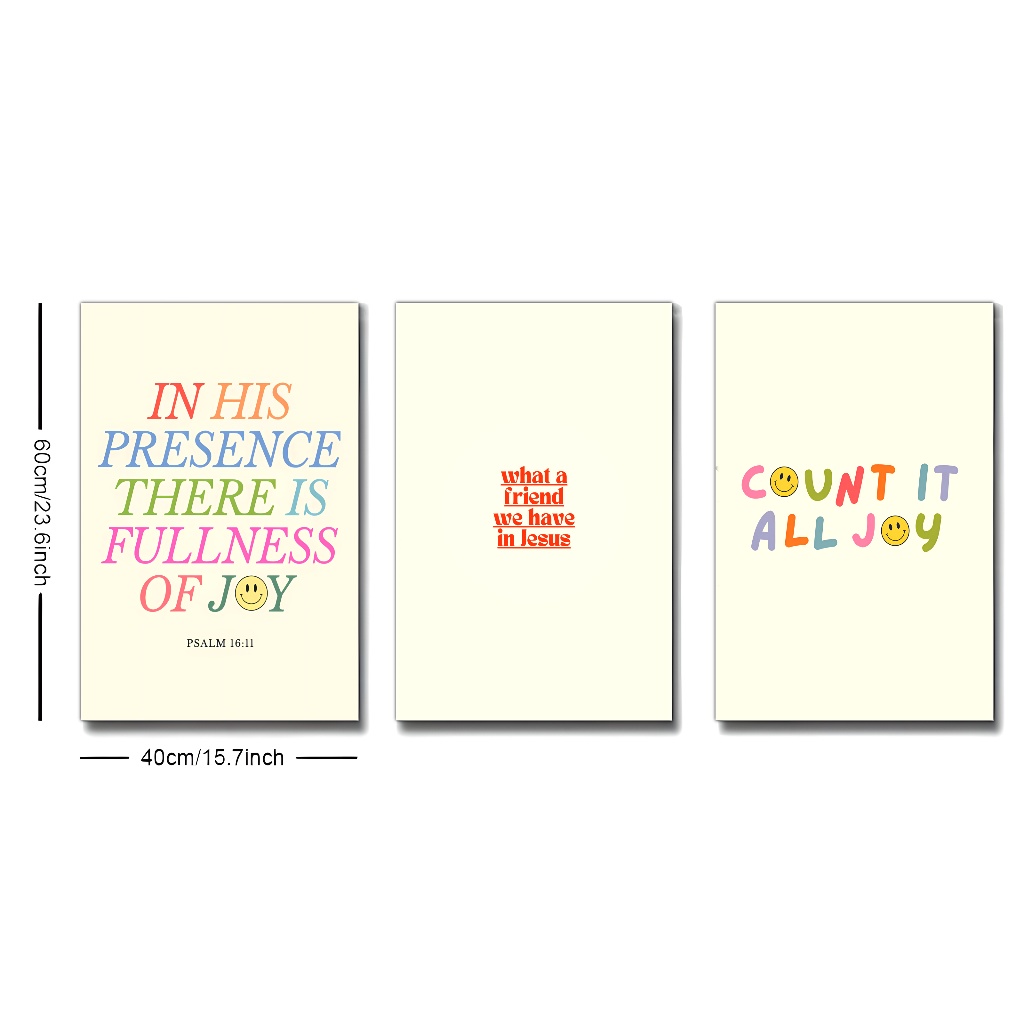 60cm/23.6inch
IN HIS
PRESENCE
THERE IS
FULLNESS
OF JOY
PSALM 16:11
40cm/15.7inch
what a
friend
we have
in Jesus
COUNT IT
ALL JOY